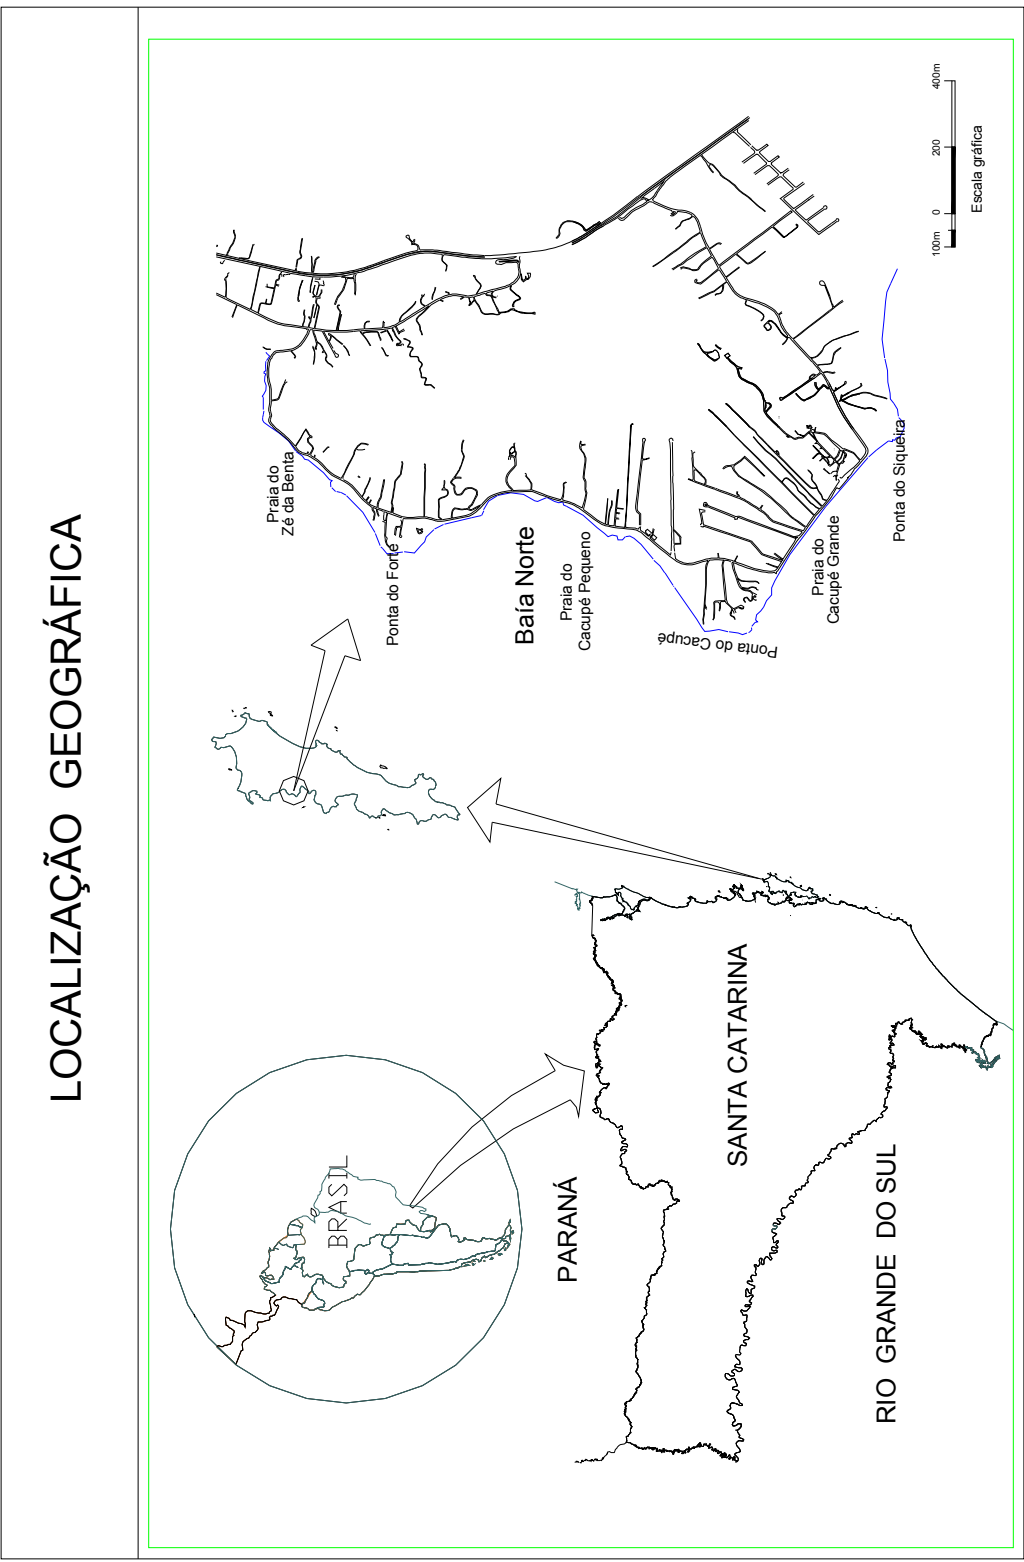 LOCALIZAÇÃO GEOGRÁFICA
BRASIL
PARANÁ
SANTA CATARINA
RIO GRANDE DO SUL
Praia do
Zé da Benta
Ponta do Forte
Baía Norte
Praia do
Cacupé Pequeno
Ponta do Cacupé
Praia do
Cacupé Grande
Ponta do Siqueira
100m 0 200 400m
Escala gráfica